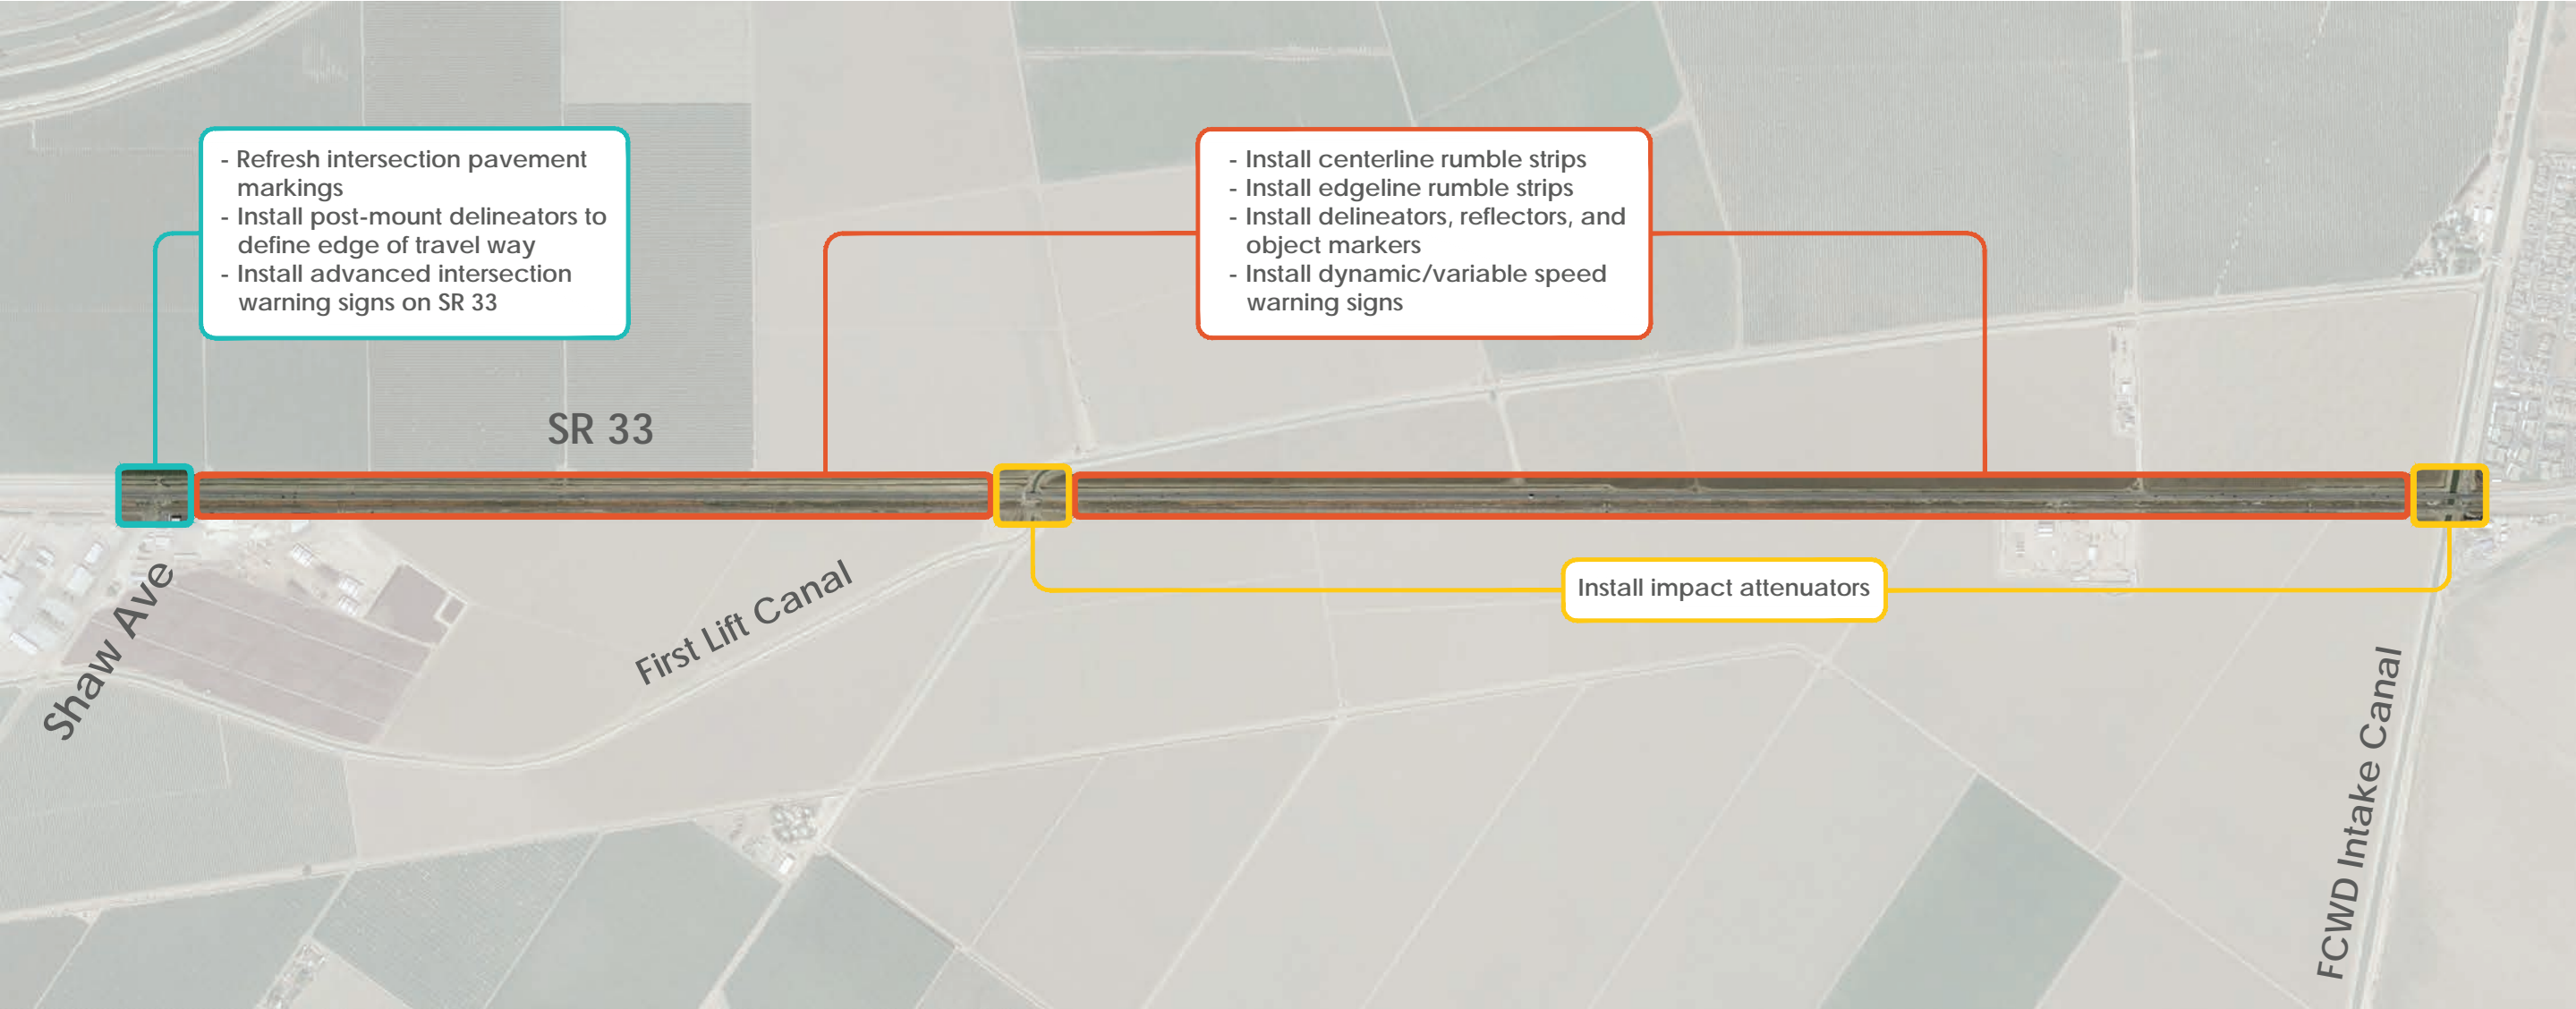 - Refresh intersection pavement
markings
- Install post-mount delineators to
define edge of travel way
- Install advanced intersection
warning signs on SR 33
- Install centerline rumble strips
- Install edgeline rumble strips
- Install delineators, reflectors, and
object markers
- Install dynamic/variable speed
warning signs
SR 33
Install impact attenuators
Shaw Ave
First Lift Canal
FCWD Intake Canal